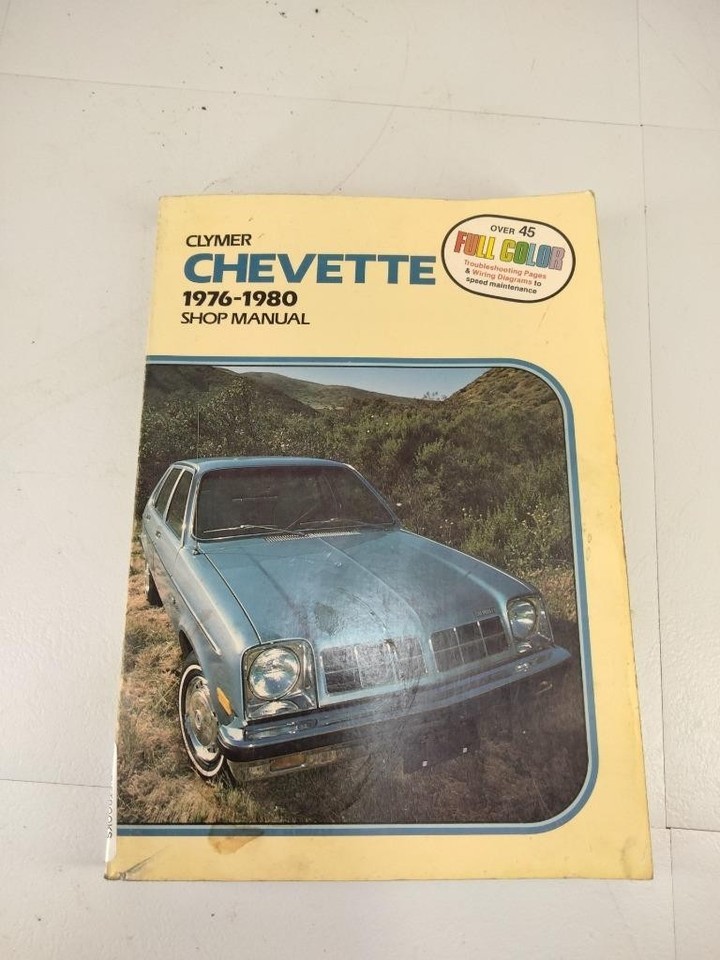 CLYMER
CHEVETTE
1976-1980
SHOP MANUAL
OVER 45
FULL COLOR
Troubleshooting Pages
& Wiring Diagrams to
speed maintenance